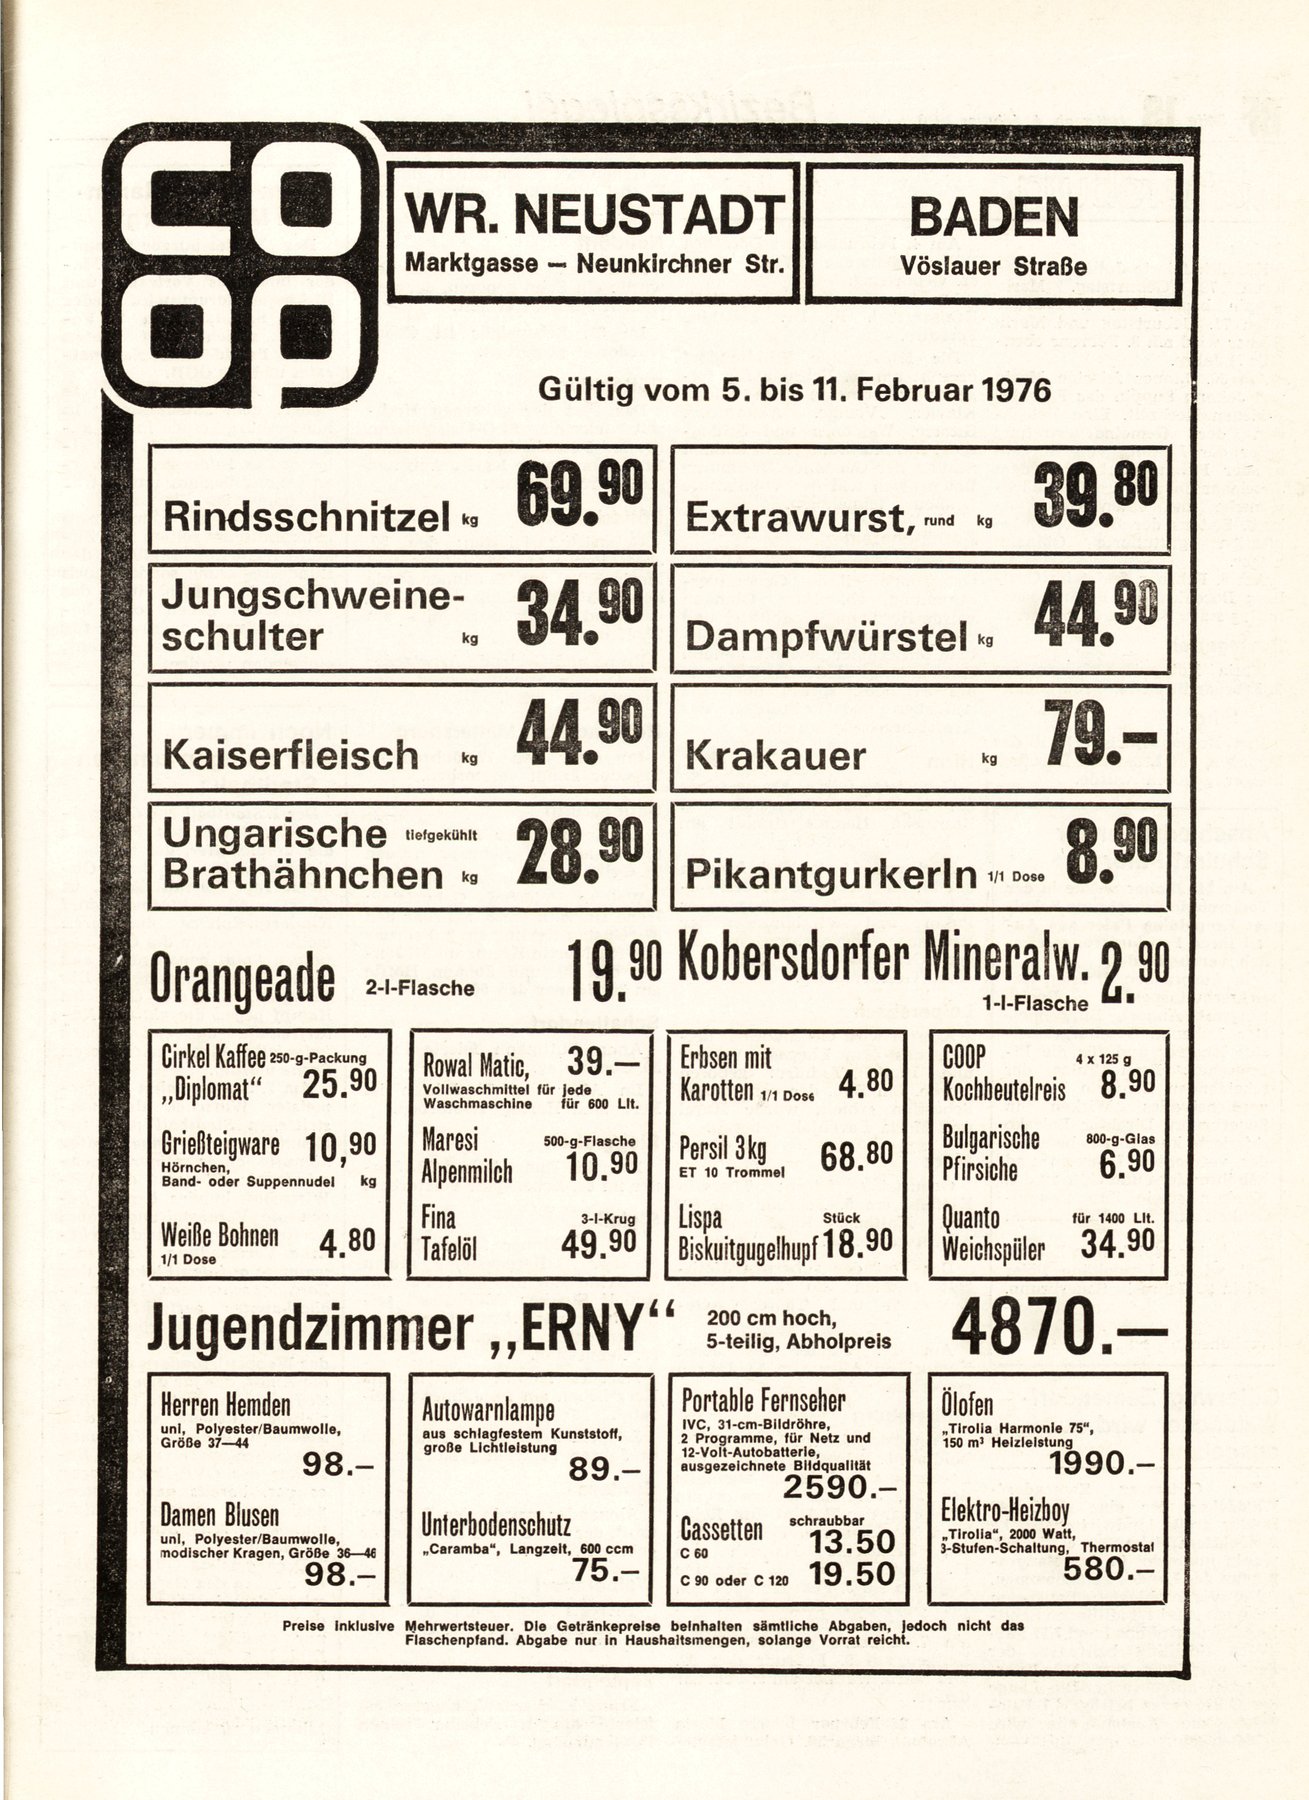 CO
OP
WR. NEUSTADT
Marktgasse — Neunkirchner Str.
BADEN
Vöslauer Straße
Gültig vom 5. bis 11. Februar 1976
Rindsschnitzel kg 69.90
Extrawurst, rund kg 39.80
Jungschweine-
schulter kg 34.90
Dampfwürstel kg 44.90
Kaiserfleisch kg 44.90
Krakauer kg 79.–
Ungarische tiefgekühlt
Brathähnchen kg 28.90
Pikantgurkerln 1/1 Dose 8.90
Orangeade 2-l-Flasche 19.90
Kobersdorfer Mineralw. 2.90
1-l-Flasche
Cirkel Kaffee 250-g-Packung
„Diplomat“ 25.90
Grießteigware 10,90
Hörnchen,
Band- oder Suppennudel kg
Weiße Bohnen 4.80
1/1 Dose
Rowal Matic, 39.—
Vollwaschmittel für jede
Waschmaschine für 600 Lit.
Maresi 500-g-Flasche
Alpenmilch 10.90
Fina 3-l-Krug
Tafelöl 49.90
Erbsen mit
Karotten 1/1 Dose 4.80
Persil 3kg 68.80
ET 10 Trommel
Lispa Stück
Biskuitgugelhupf 18.90
COOP 4 x 125 g
Kochbeutelreis 8.90
Bulgarische 800-g-Glas
Pfirsiche 6.90
Quanto für 1400 Lit.
Weichspüler 34.90
Jugendzimmer „ERNY“ 200 cm hoch,
5-teilig, Abholpreis 4870.—
Herren Hemden
uni, Polyester/Baumwolle,
Größe 37—44
98.—
Damen Blusen
uni, Polyester/Baumwolle,
modischer Kragen, Größe 36—46
98.—
Autowarnlampe
aus schlagfestem Kunststoff,
große Lichtleistung
89.—
Unterbodenschutz
„Caramba“, Langzeit, 600 ccm
75.—
Portable Fernseher
IVC, 31-cm-Bildröhre,
2 Programme, für Netz und
12-Volt-Autobatterie,
ausgezeichnete Bildqualität
2590.—
Cassetten schraubbar
C 60 13.50
C 90 oder C 120 19.50
Ölofen
„Tirolia Harmonie 75“,
150 m³ Heizleistung
1990.—
Elektro-Heizboy
„Tirolia“, 2000 Watt,
3-Stufen-Schaltung, Thermostat
580.—
Preise inklusive Mehrwertsteuer. Die Getränkepreise beinhalten sämtliche Abgaben, jedoch nicht das
Flaschenpfand. Abgabe nur in Haushaltsmengen, solange Vorrat reicht.